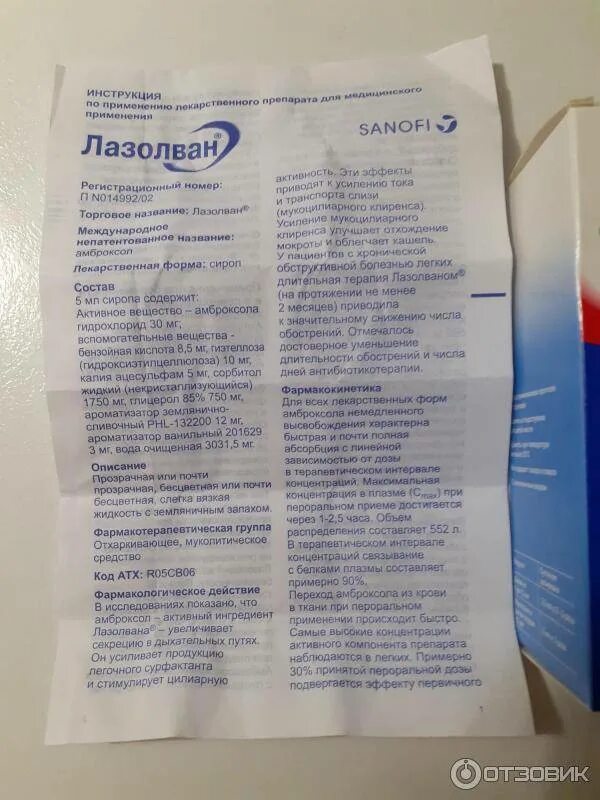 ИНСТРУКЦИЯ
по применению лекарственного препарата для медицинского
применения
Лазолван®
SANOFI
Регистрационный номер:
П N014992/02
Торговое название: Лазолван®
Международное
непатентованное название:
амброксол
Лекарственная форма: сироп
Состав
5 мл сиропа содержит:
Активное вещество – амброксола
гидрохлорид 30 мг,
вспомогательные вещества -
бензойная кислота 8,5 мг, гиэтеллоза
(гидроксиэтилцеллюлоза) 10 мг,
калия ацесульфам 5 мг, сорбитол
жидкий (некристаллизующийся)
1750 мг, глицерол 85% 750 мг,
ароматизатор землянично-
сливочный PHL-132200 12 мг,
ароматизатор ванильный 201629
3 мг, вода очищенная 3031,5 мг.
Описание
Прозрачная или почти
прозрачная, бесцветная или почти
бесцветная, слегка вязкая
жидкость с земляничным запахом.
Фармакотерапевтическая группа
Отхаркивающее, муколитическое
средство
Код АТХ: R05CB06
Фармакологическое действие
В исследованиях показано, что
амброксол – активный ингредиент
Лазолвана® – увеличивает
секрецию в дыхательных путях.
Он усиливает продукцию
легочного сурфактанта
и стимулирует цилиарную
активность. Эти эффекты
приводят к усилению тока
и транспорта слизи
(мукоцилиарного клиренса).
Усиление мукоцилиарного
клиренса улучшает отхождение
мокроты и облегчает кашель.
У пациентов с хронической
обструктивной болезнью легких
длительная терапия Лазолваном®
(на протяжении не менее
2 месяцев) приводила
к значительному снижению числа
обострений. Отмечалось
достоверное уменьшение
длительности обострений и числа
дней антибиотикотерапии.
Фармакокинетика
Для всех лекарственных форм
амброксола немедленного
высвобождения характерна
быстрая и почти полная
абсорбция с линейной
зависимостью от дозы
в терапевтическом интервале
концентраций. Максимальная
концентрация в плазме (Cmax) при
пероральном приеме достигается
через 1-2,5 часа. Объем
распределения составляет 552 л.
В терапевтическом интервале
концентраций связывание
с белками плазмы составляет
примерно 90%.
Переход амброксола из крови
в ткани при пероральном
применении происходит быстро.
Самые высокие концентрации
активного компонента препарата
наблюдаются в легких. Примерно
30% принятой пероральной дозы
подвергается эффекту первичного
1
ОТЗОВИК